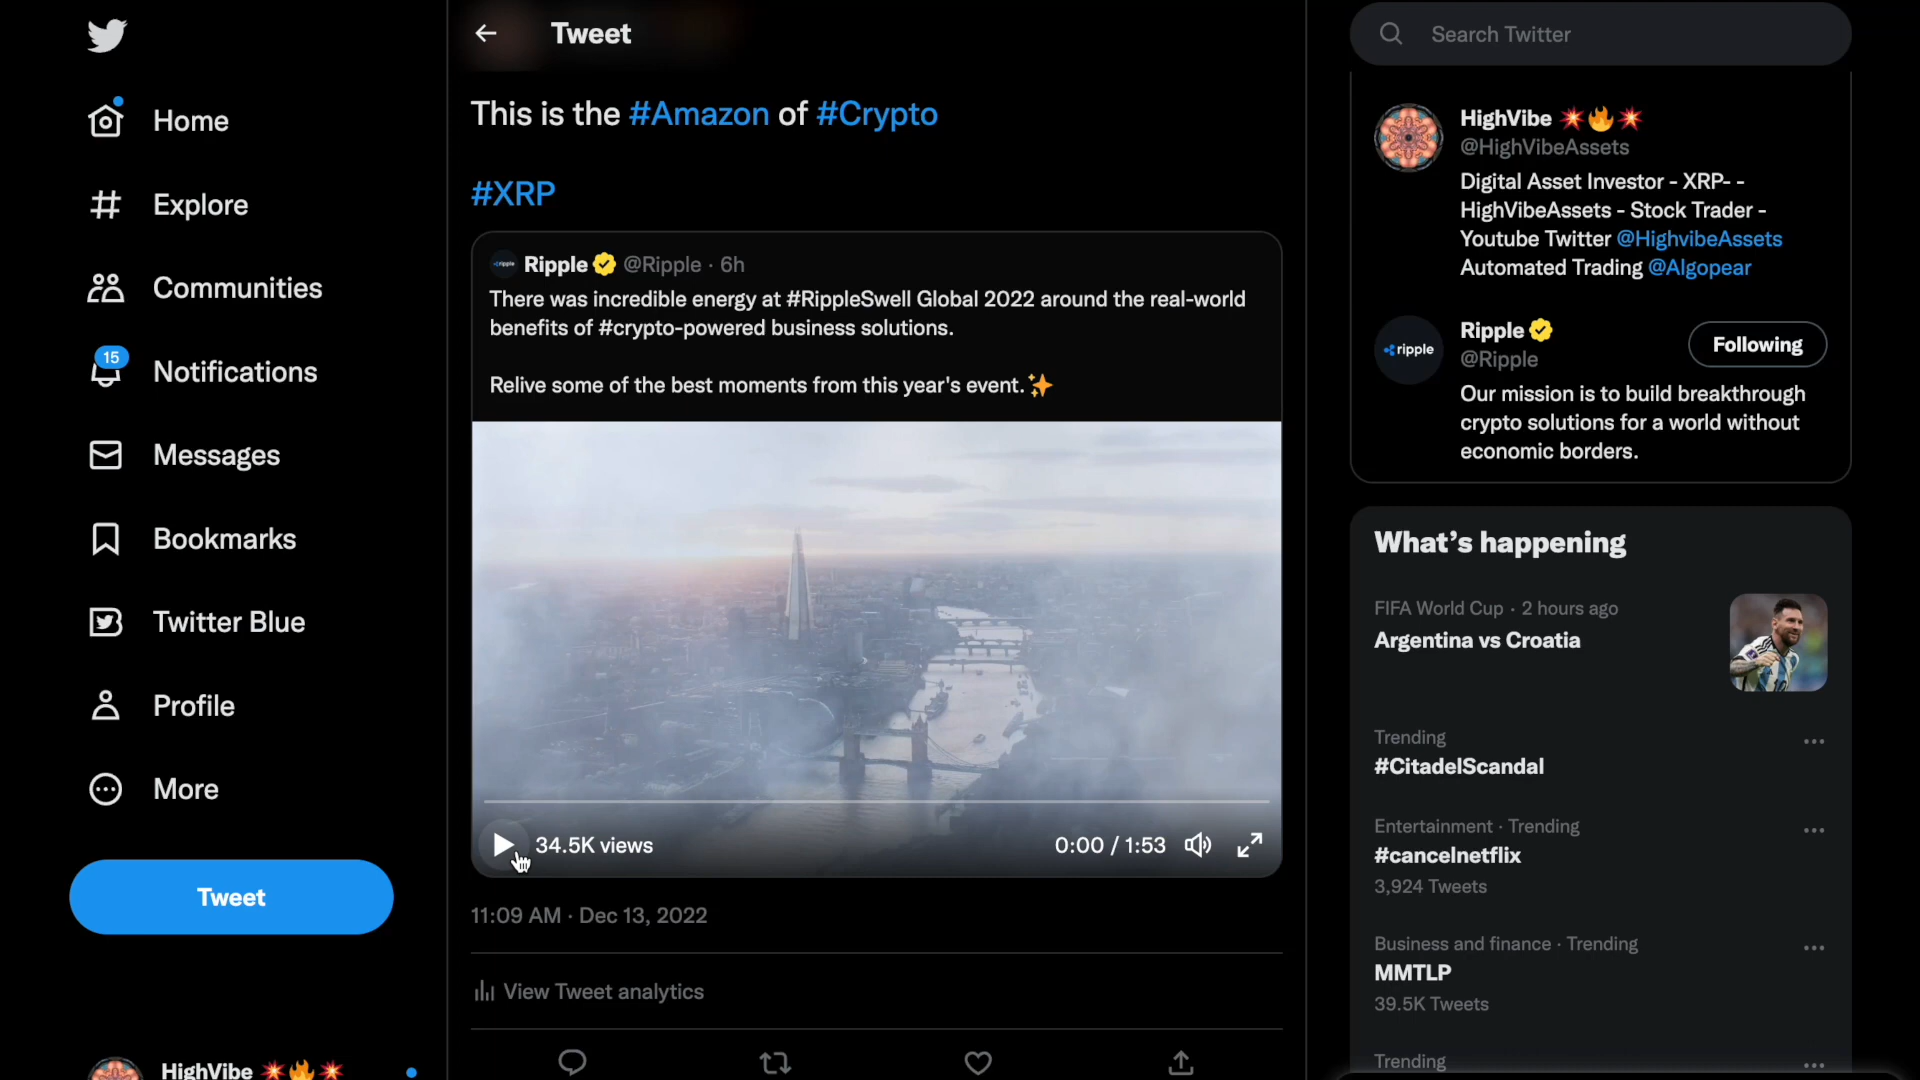 Home
Explore
Communities
15
Notifications
Messages
Bookmarks
Twitter Blue
Profile
More
Tweet
HighVibe
Tweet
This is the #Amazon of #Crypto
#XRP
ripple
Ripple @Ripple · 6h
There was incredible energy at #RippleSwell Global 2022 around the real-world
benefits of #crypto-powered business solutions.
Relive some of the best moments from this year's event.✨
34.5K views
0:00 / 1:53
11:09 AM · Dec 13, 2022
View Tweet analytics
Search Twitter
HighVibe 💥🔥💥
@HighVibeAssets
Digital Asset Investor - XRP- -
HighVibeAssets - Stock Trader -
Youtube Twitter @HighvibeAssets
Automated Trading @Algopear
ripple
Ripple
@Ripple
Following
Our mission is to build breakthrough
crypto solutions for a world without
economic borders.
What's happening
FIFA World Cup · 2 hours ago
Argentina vs Croatia
Trending
#CitadelScandal
Entertainment · Trending
#cancelnetflix
3,924 Tweets
Business and finance · Trending
MMTLP
39.5K Tweets
Trending